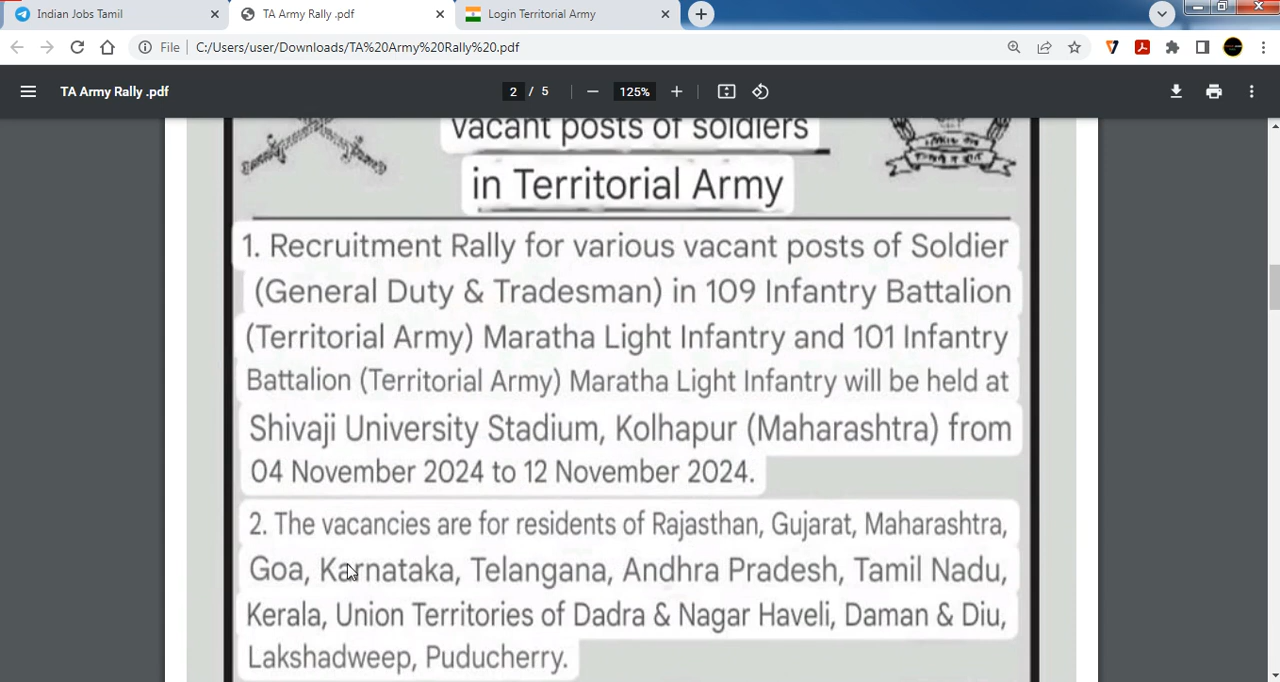 Indian Jobs Tamil
TA Army Rally .pdf
Login Territorial Army
File
C:/Users/user/Downloads/TA%20Army%20Rally%20.pdf
TA Army Rally .pdf
2 / 5
125%
vacant posts of soldiers
in Territorial Army
1. Recruitment Rally for various vacant posts of Soldier
(General Duty & Tradesman) in 109 Infantry Battalion
(Territorial Army) Maratha Light Infantry and 101 Infantry
Battalion (Territorial Army) Maratha Light Infantry will be held at
Shivaji University Stadium, Kolhapur (Maharashtra) from
04 November 2024 to 12 November 2024.
2. The vacancies are for residents of Rajasthan, Gujarat, Maharashtra,
Goa, Karnataka, Telangana, Andhra Pradesh, Tamil Nadu,
Kerala, Union Territories of Dadra & Nagar Haveli, Daman & Diu,
Lakshadweep, Puducherry.